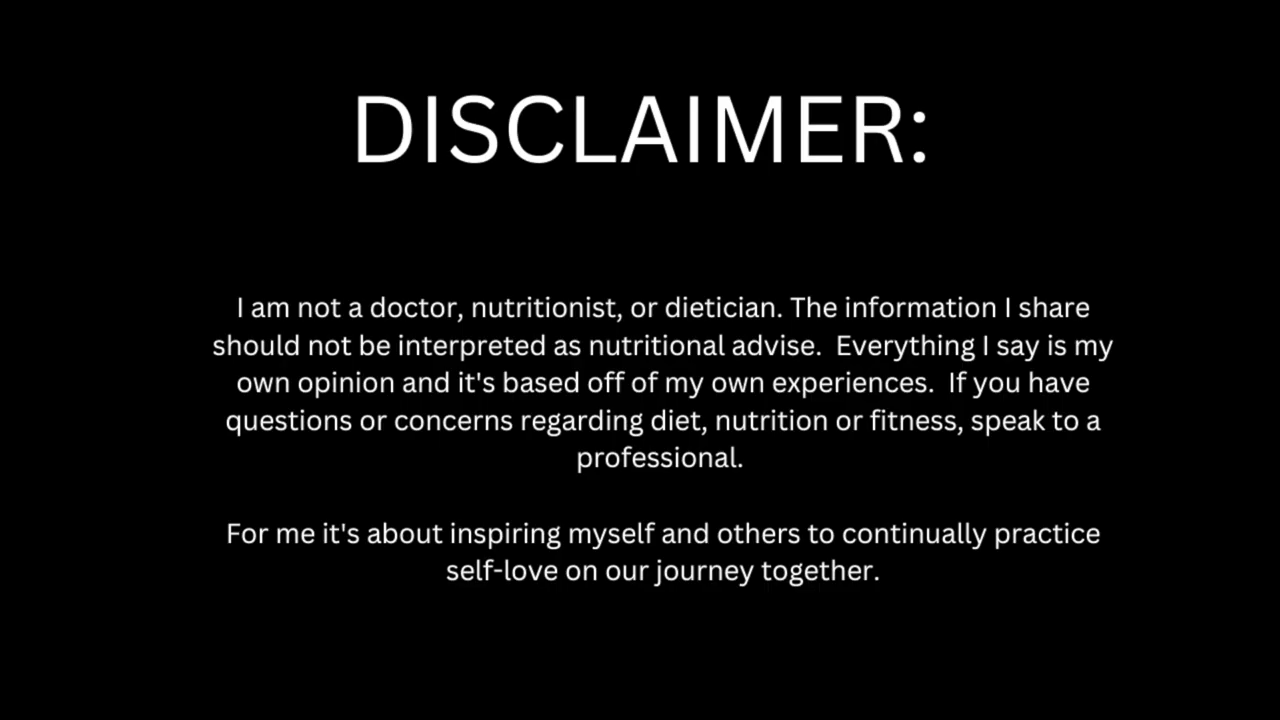 DISCLAIMER:
I am not a doctor, nutritionist, or dietician. The information I share
should not be interpreted as nutritional advise.  Everything I say is my
own opinion and it's based off of my own experiences.  If you have
questions or concerns regarding diet, nutrition or fitness, speak to a
professional.
For me it's about inspiring myself and others to continually practice
self-love on our journey together.